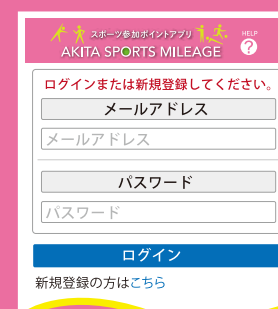 スポーツ参加ポイントアプリ
AKITA SPORTS MILEAGE
HELP
?
ログインまたは新規登録してください。
メールアドレス
メールアドレス
パスワード
パスワード
ログイン
新規登録の方はこちら